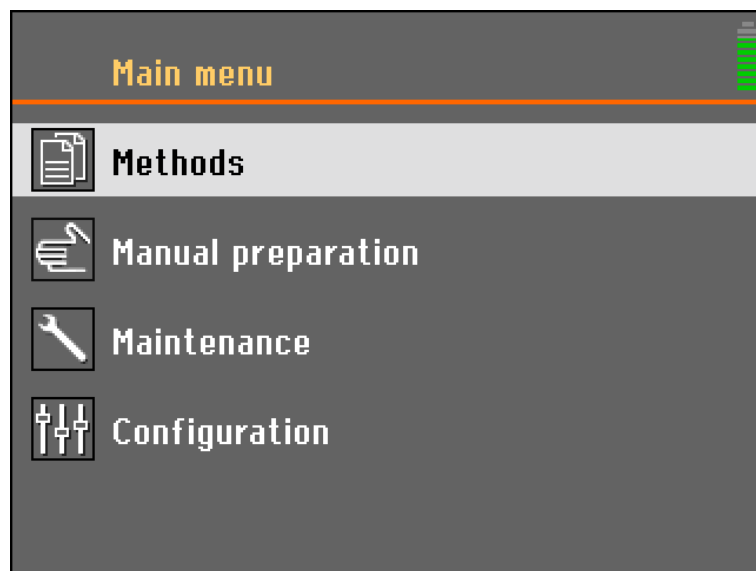 Main menu
Methods
Manual preparation
Maintenance
Configuration